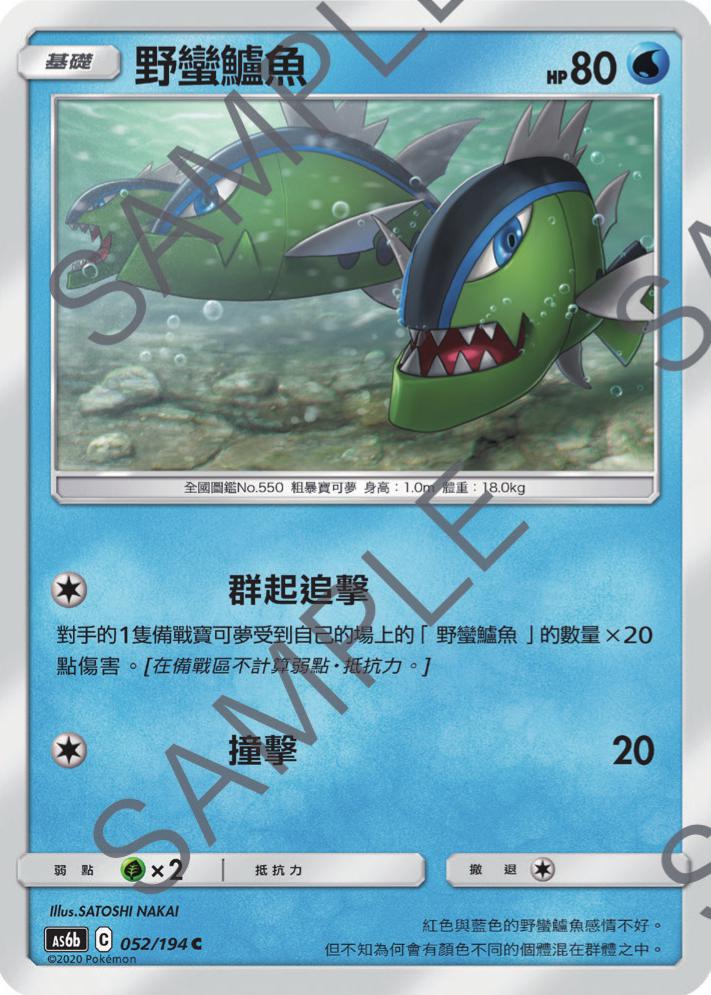 基礎 野蠻鱸魚 HP 80
全國圖鑑No.550 粗暴寶可夢 身高：1.0m 體重：18.0kg
群起追擊
對手的1隻備戰寶可夢受到自己的場上的「野蠻鱸魚」的數量×20
點傷害。[在備戰區不計算弱點・抵抗力。]
撞擊 20
弱點 ×2 抵抗力 撤退
Illus.SATOSHI NAKAI
AS6b C 052/194 C
©2020 Pokémon
紅色與藍色的野蠻鱸魚感情不好。
但不知為何會有顏色不同的個體混在群體之中。
SAMPLE
SAMPLE
SAMPLE